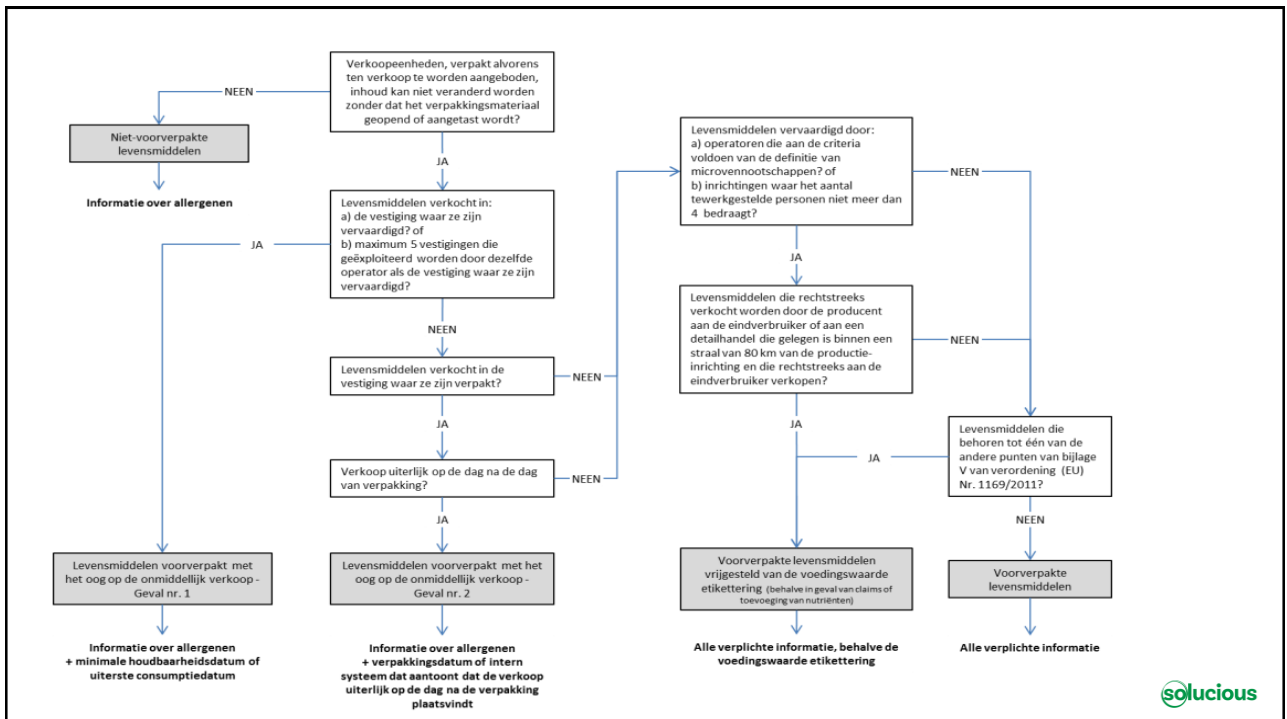 Verkoopeenheden, verpakt alvorens
ten verkoop te worden aangeboden,
inhoud kan niet veranderd worden
zonder dat het verpakkingsmateriaal
geopend of aangetast wordt?
NEEN
Niet-voorverpakte
levensmiddelen
Informatie over allergenen
JA
Levensmiddelen verkocht in:
a) de vestiging waar ze zijn
vervaardigd? of
b) maximum 5 vestigingen die
geëxploiteerd worden door dezelfde
operator als de vestiging waar ze zijn
vervaardigd?
JA
NEEN
Levensmiddelen verkocht in de
vestiging waar ze zijn verpakt?
NEEN
JA
Verkoop uiterlijk op de dag na de dag
van verpakking?
NEEN
JA
Levensmiddelen voorverpakt met
het oog op de onmiddellijk verkoop -
Geval nr. 1
Informatie over allergenen
+ minimale houdbaarheidsdatum of
uiterste consumptiedatum
Levensmiddelen voorverpakt met het
oog op de onmiddellijk verkoop -
Geval nr. 2
Informatie over allergenen
+ verpakkingsdatum of intern
systeem dat aantoont dat de verkoop
uiterlijk op de dag na de verpakking
plaatsvindt
Levensmiddelen vervaardigd door:
a) operatoren die aan de criteria
voldoen van de definitie van
microvennootschappen? of
b) inrichtingen waar het aantal
tewerkgestelde personen niet meer dan
4 bedraagt?
NEEN
JA
Levensmiddelen die rechtstreeks
verkocht worden door de producent
aan de eindverbruiker of aan een
detailhandel die gelegen is binnen een
straal van 80 km van de productie-
inrichting en die rechtstreeks aan de
eindverbruiker verkopen?
NEEN
JA
Levensmiddelen die
behoren tot één van de
andere punten van bijlage
V van verordening (EU)
Nr. 1169/2011?
JA
NEEN
Voorverpakte levensmiddelen
vrijgesteld van de voedingswaarde
etikettering (behalve in geval van claims of
toevoeging van nutriënten)
Alle verplichte informatie, behalve de
voedingswaarde etikettering
Voorverpakte
levensmiddelen
Alle verplichte informatie
solucious